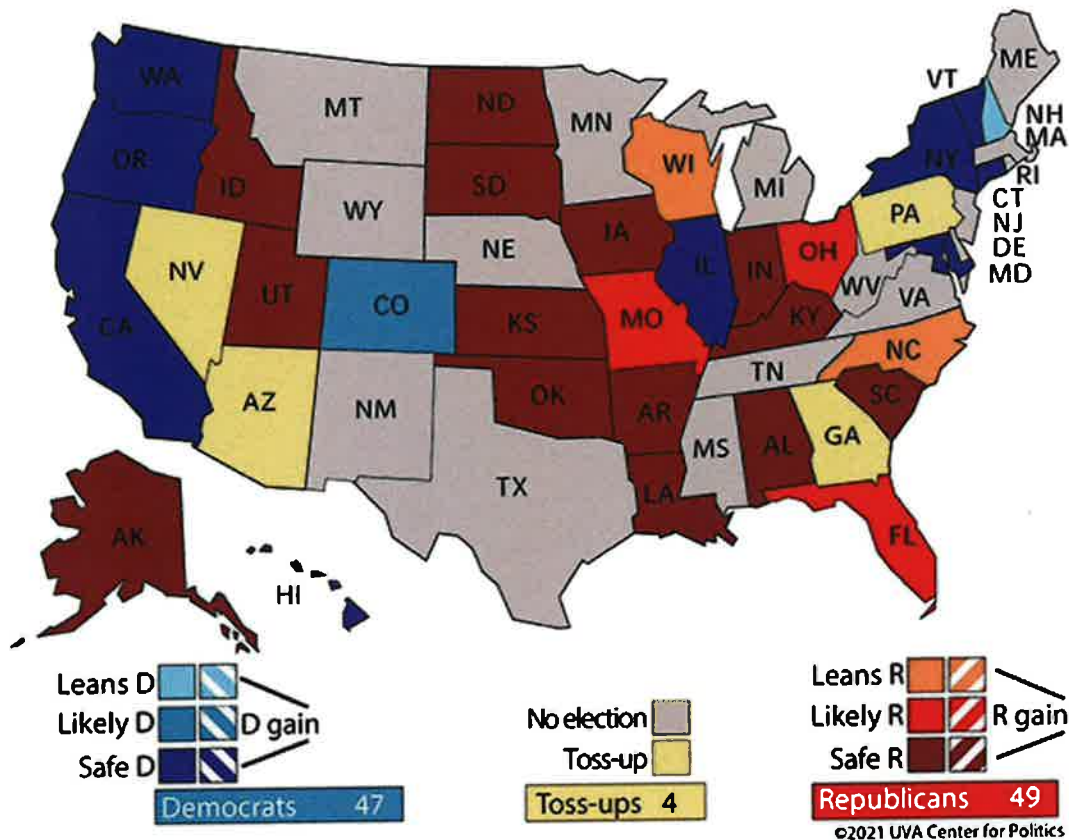 WA
MT
ND
MN
VT
ME
NH
MA
RI
CT
NJ
DE
MD
OR
ID
SD
WI
MI
NY
PA
WY
NE
IA
IL
IN
OH
WV
VA
NV
UT
CO
KS
MO
KY
NC
CA
AZ
NM
OK
AR
TN
SC
TX
LA
MS
AL
GA
FL
AK
HI
Leans D
Likely D
D gain
Safe D
Democrats 47
No election
Toss-up
Toss-ups 4
Leans R
Likely R
R gain
Safe R
Republicans 49
©2021 UVA Center for Politics